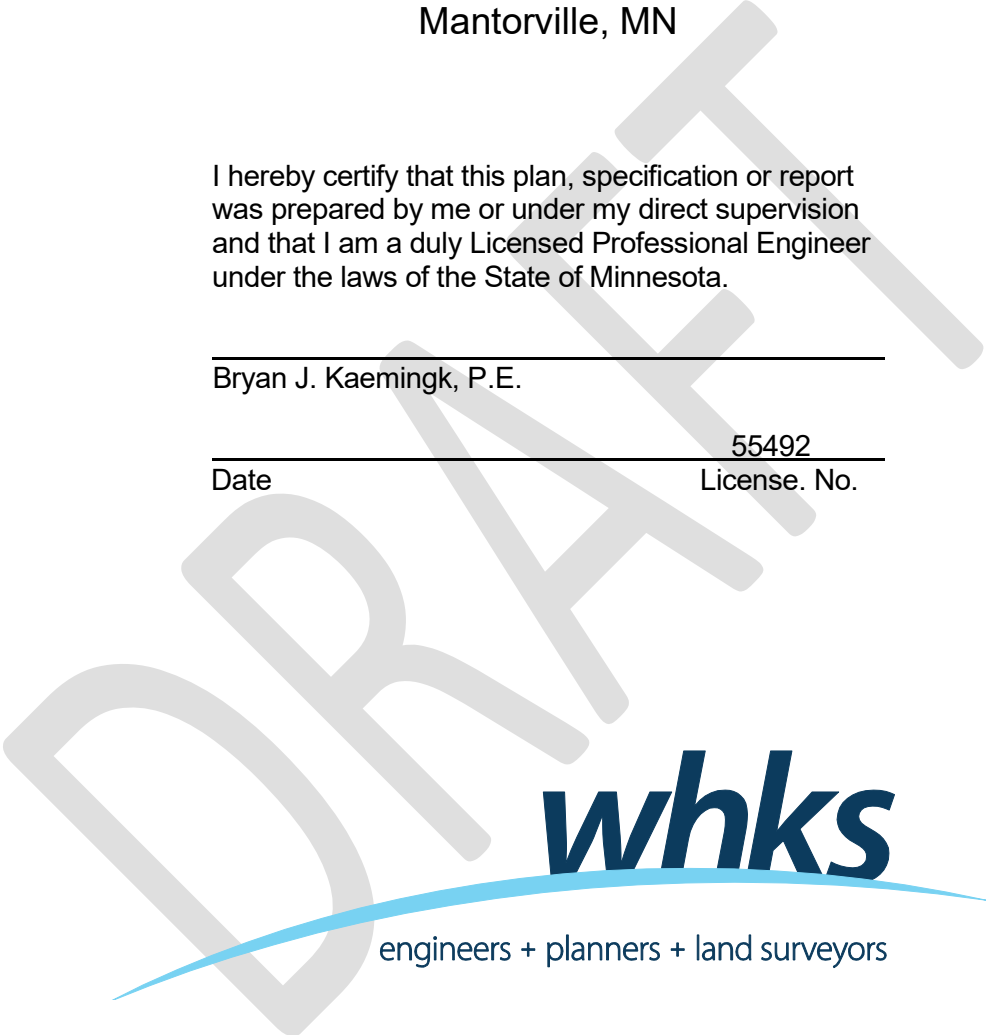 Mantorville, MN
I hereby certify that this plan, specification or report
was prepared by me or under my direct supervision
and that I am a duly Licensed Professional Engineer
under the laws of the State of Minnesota.
Bryan J. Kaemingk, P.E.
55492
Date License. No.
DRAFT
whks
engineers + planners + land surveyors